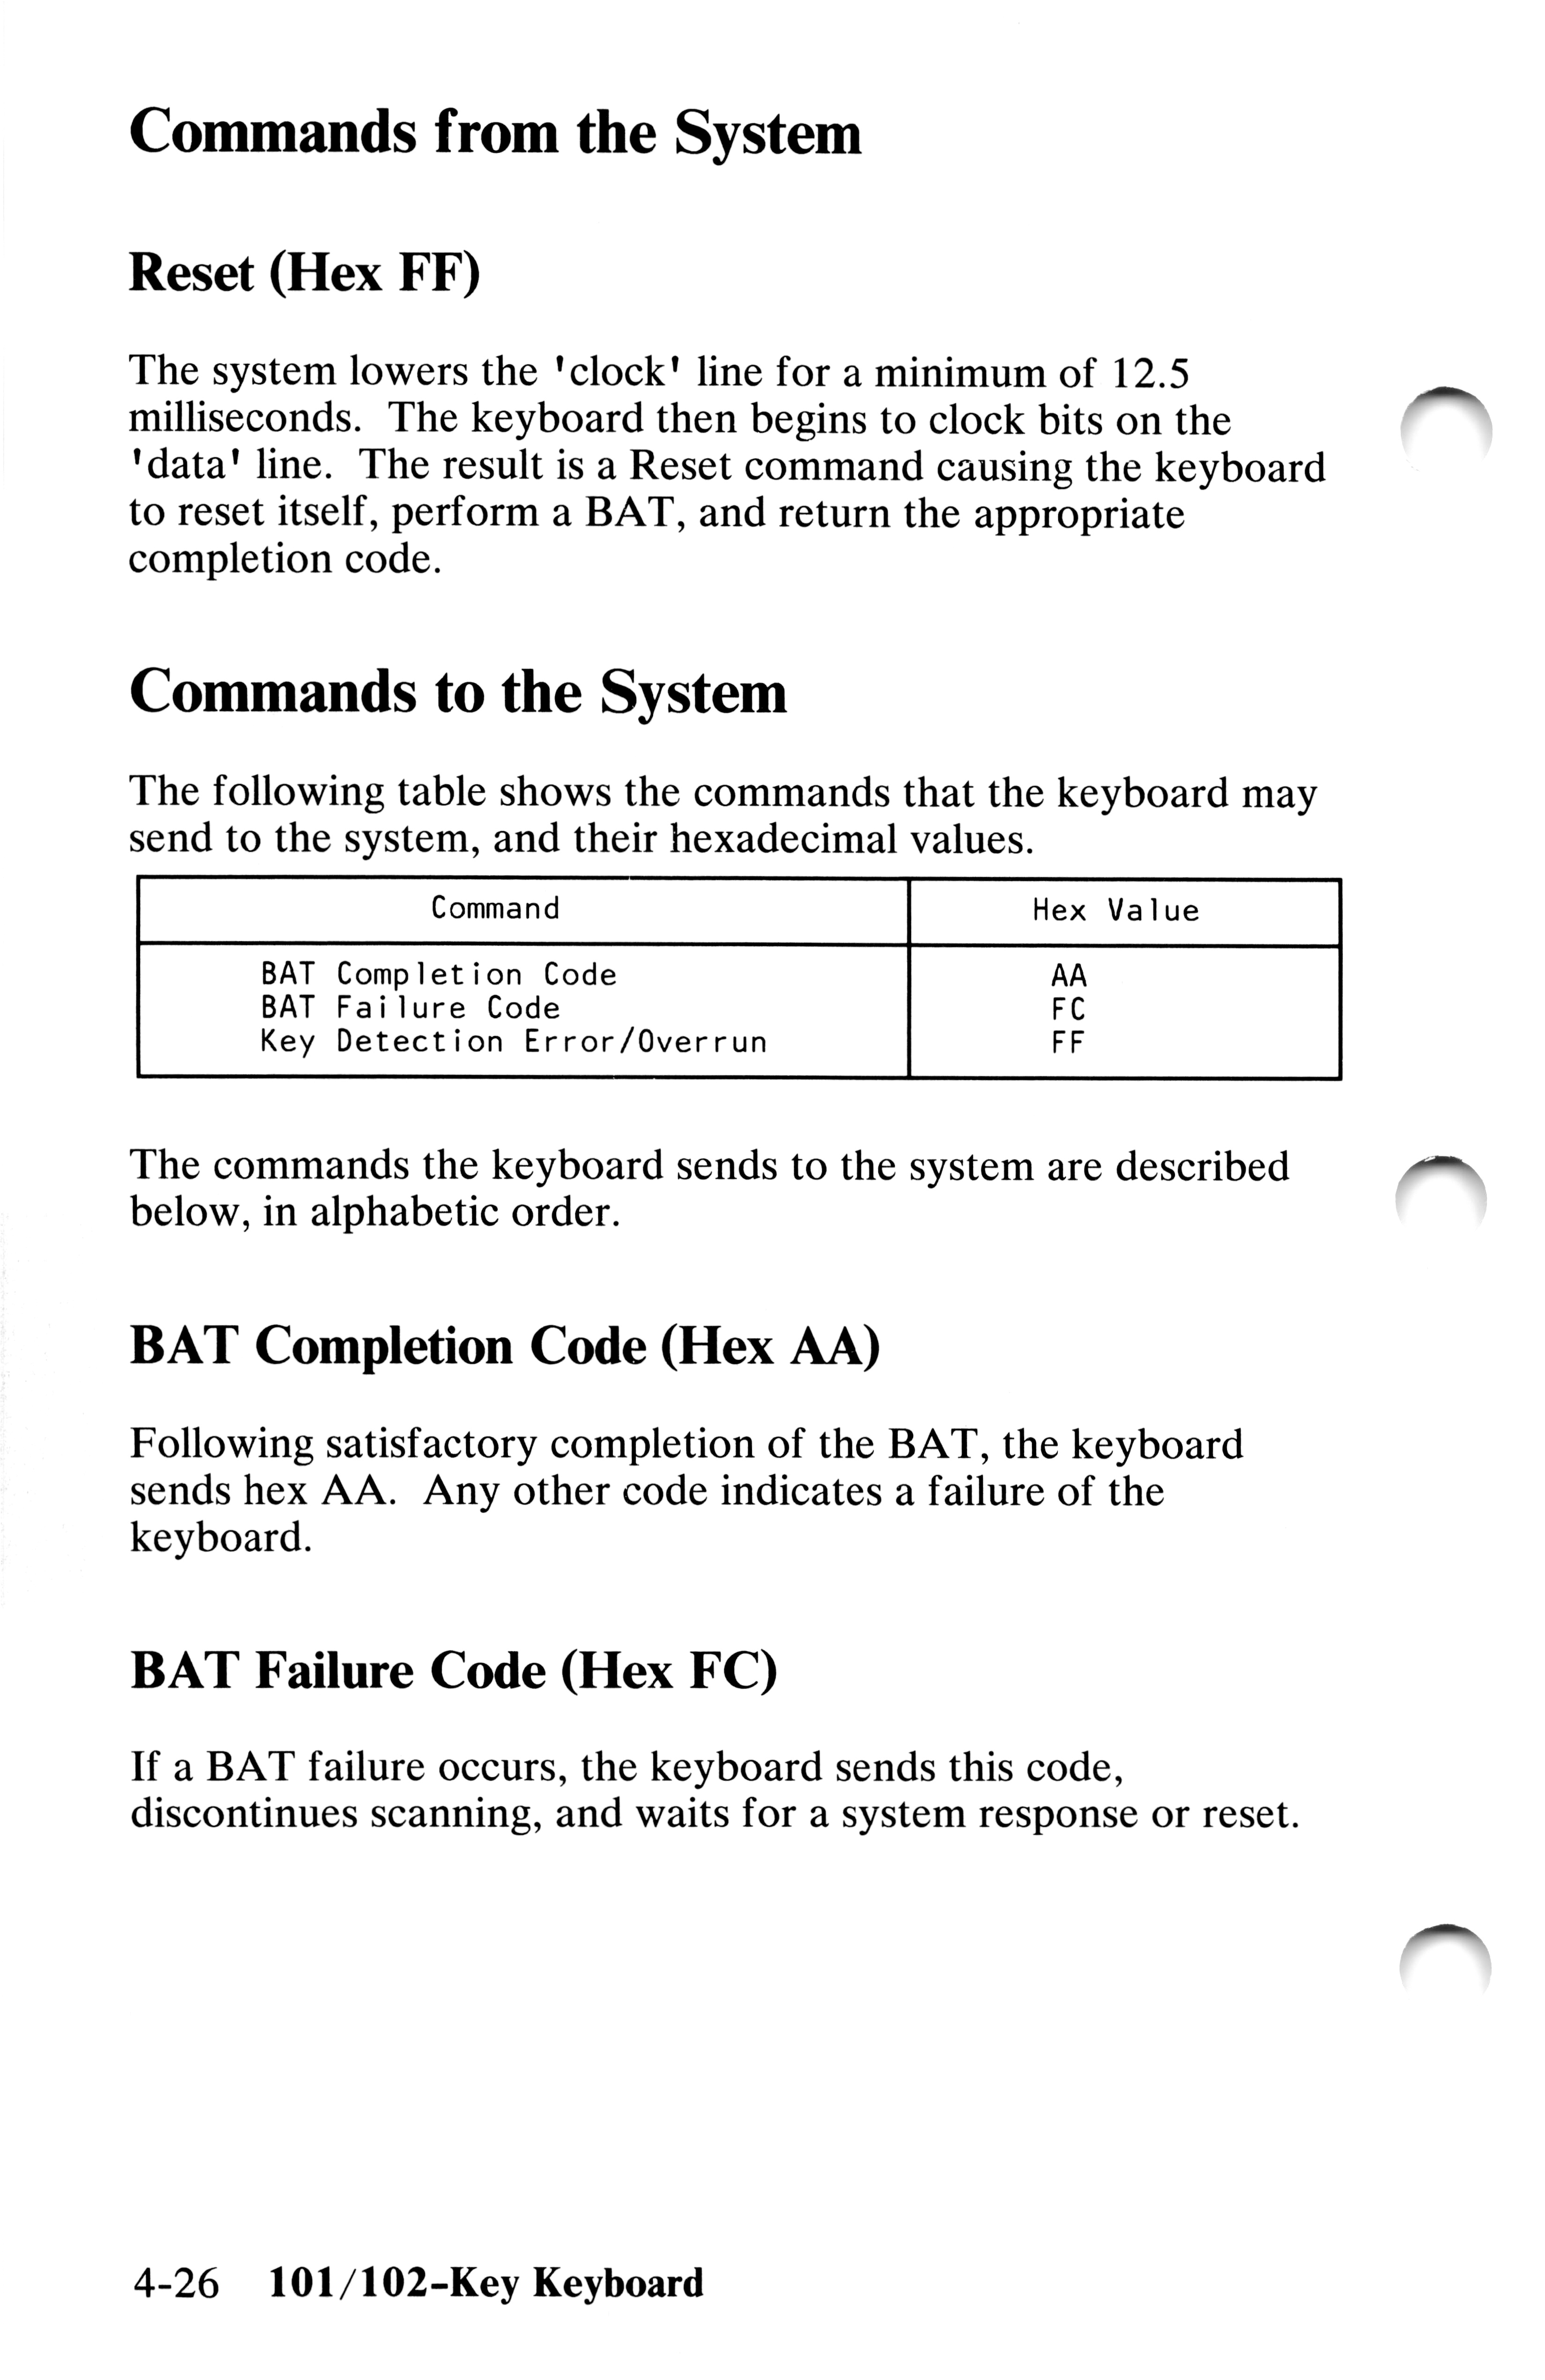 Commands from the System
Reset (Hex FF)
The system lowers the 'clock' line for a minimum of 12.5
milliseconds. The keyboard then begins to clock bits on the
'data' line. The result is a Reset command causing the keyboard
to reset itself, perform a BAT, and return the appropriate
completion code.
Commands to the System
The following table shows the commands that the keyboard may
send to the system, and their hexadecimal values.
Command Hex Value
BAT Completion Code AA
BAT Failure Code FC
Key Detection Error/Overrun FF
The commands the keyboard sends to the system are described
below, in alphabetic order.
BAT Completion Code (Hex AA)
Following satisfactory completion of the BAT, the keyboard
sends hex AA. Any other code indicates a failure of the
keyboard.
BAT Failure Code (Hex FC)
If a BAT failure occurs, the keyboard sends this code,
discontinues scanning, and waits for a system response or reset.
4-26 101/102-Key Keyboard